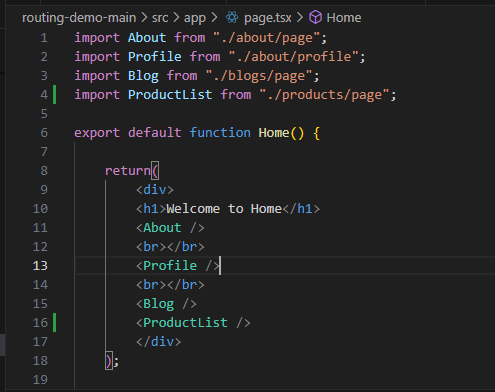 routing-demo-main > src > app > page.tsx > Home
1 import About from "./about/page";
2 import Profile from "./about/profile";
3 import Blog from "./blogs/page";
4 import ProductList from "./products/page";
5
6 export default function Home() {
7
8 return(
9 <div>
10 <h1>Welcome to Home</h1>
11 <About />
12 <br></br>
13 <Profile />
14 <br></br>
15 <Blog />
16 <ProductList />
17 </div>
18 );
19